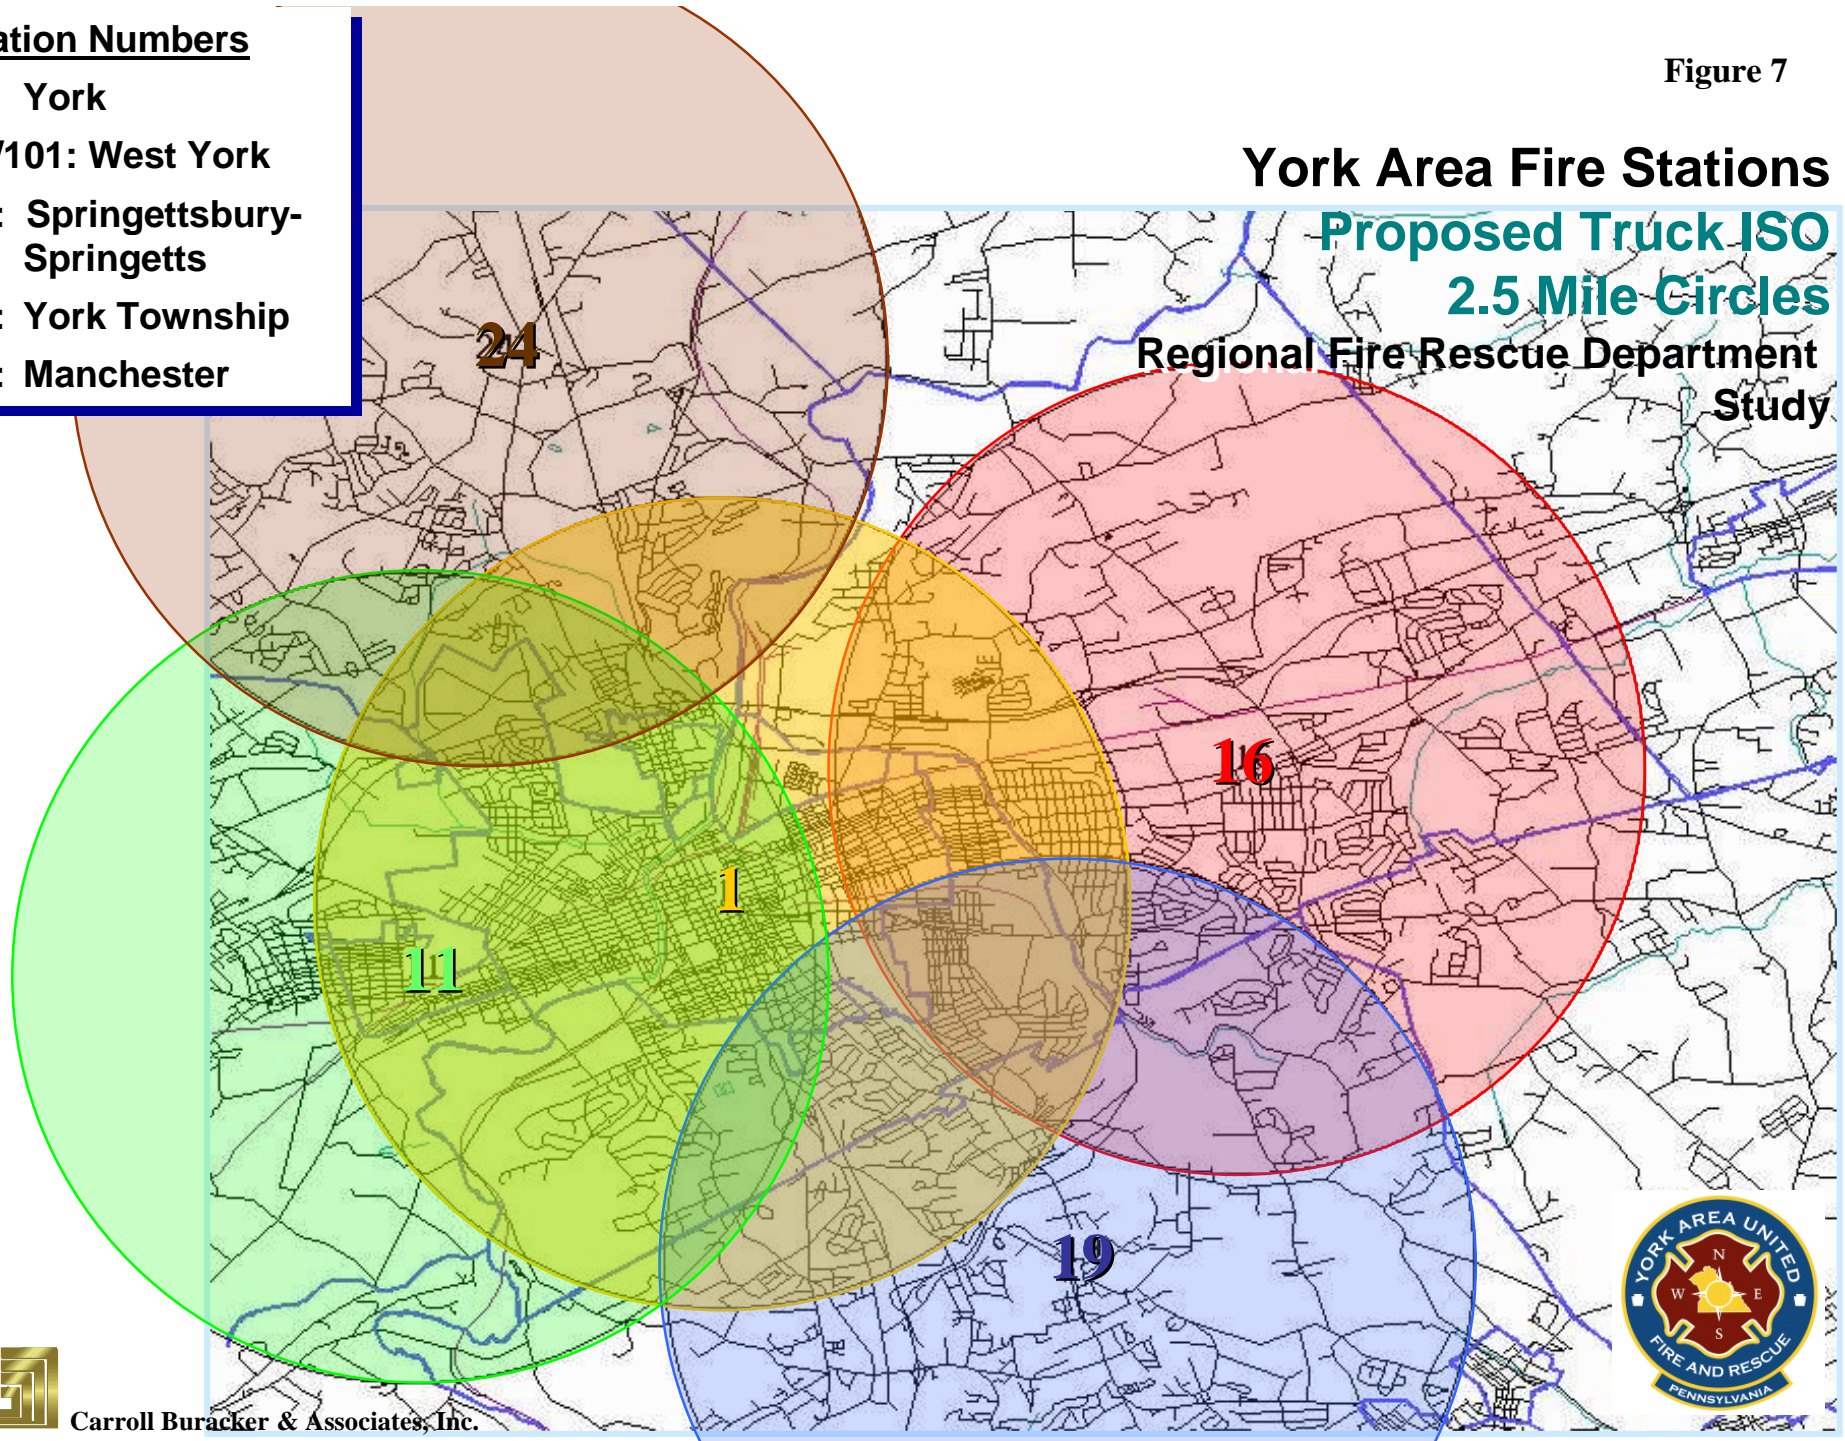 ation Numbers
York
/101: West York
: Springettsbury-
Springetts
: York Township
: Manchester
Figure 7
York Area Fire Stations
Proposed Truck ISO
2.5 Mile Circles
Regional Fire Rescue Department
Study
24
16
1
11
19
YORK AREA UNITED
N
W E
S
FIRE AND RESCUE
PENNSYLVANIA
Carroll Buracker & Associates, Inc.